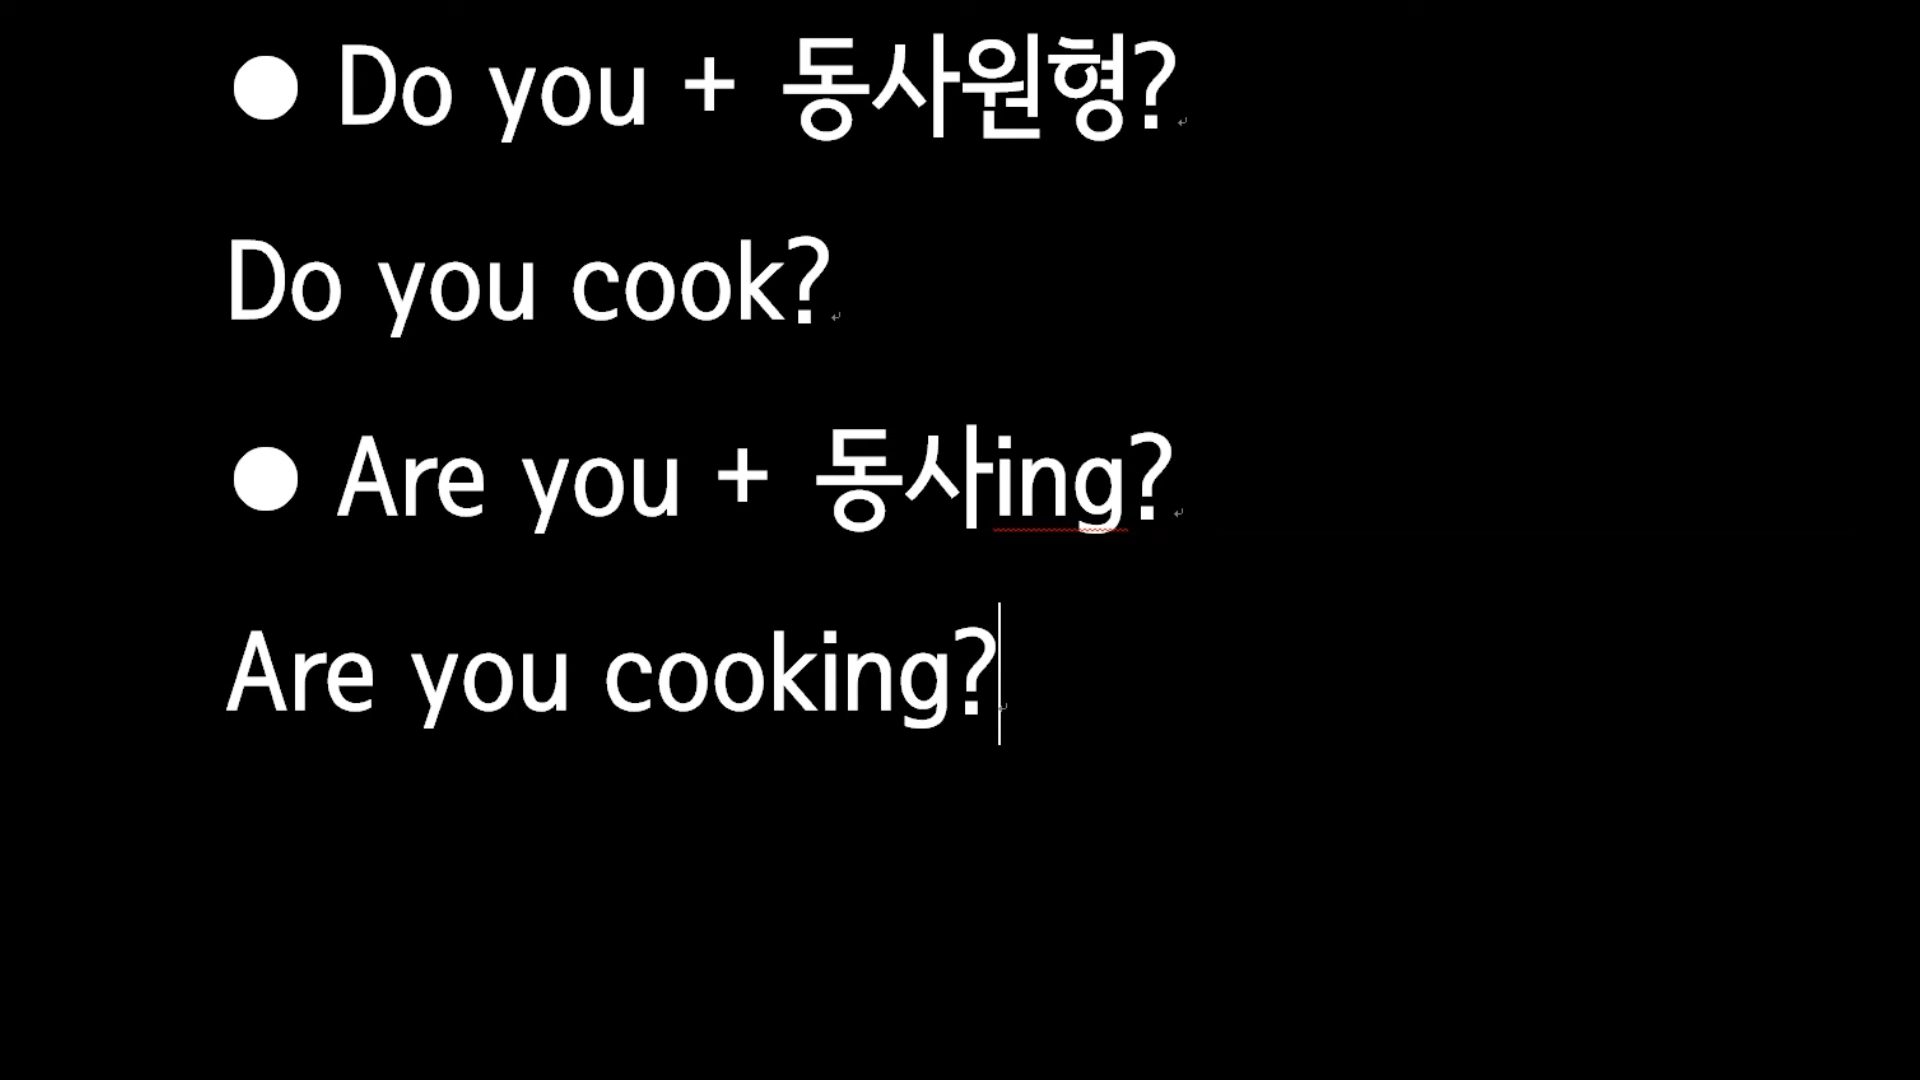 ● Do you + 동사원형?
Do you cook?
● Are you + 동사ing?
Are you cooking?